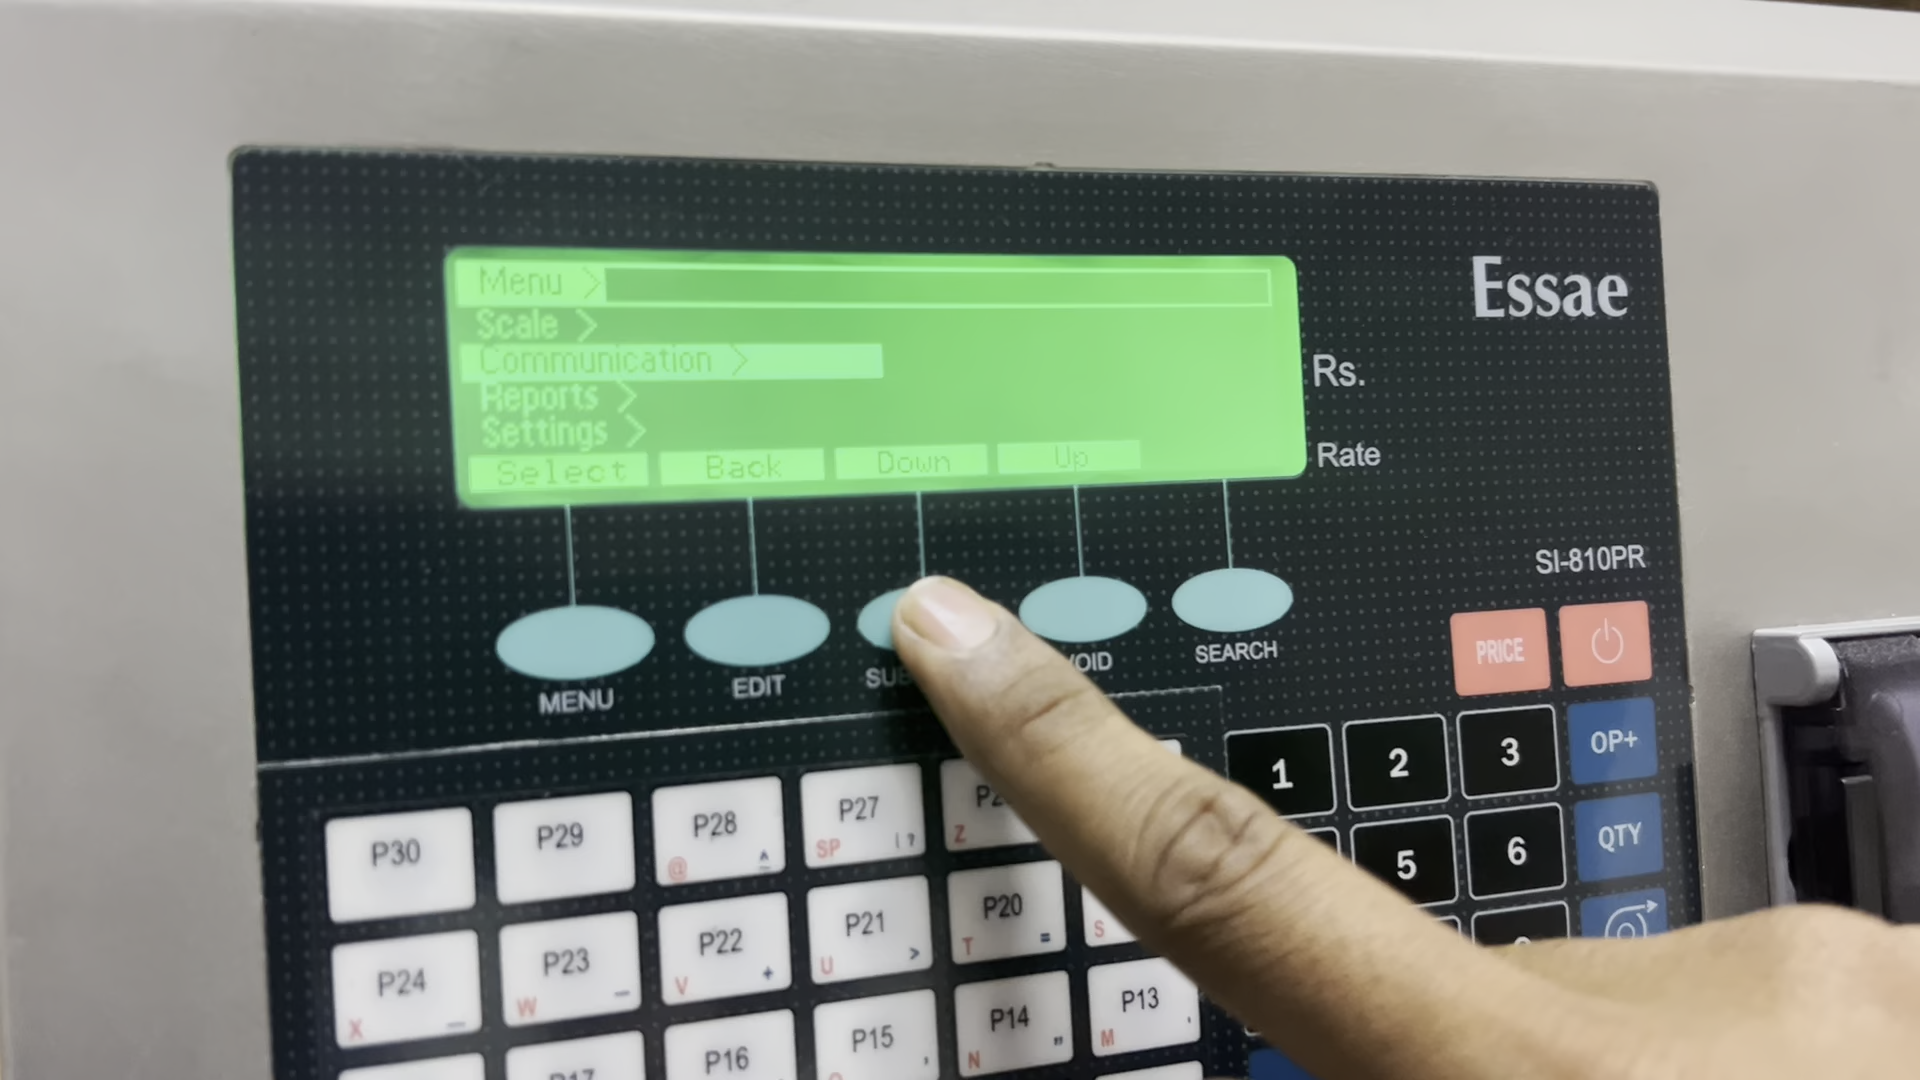 Menu >
Essae
Scale >
Communication >
Rs.
Reports >
Settings >
Rate
Select Back Down Up
SI-810PR
MENU EDIT VOID SEARCH
PRICE
1 2 3 OP+
P30 P29 P28 @ ^ P27 SP | ? Z
5 6 QTY
P24 X _ P23 W – P22 V + P21 U > P20 T = S
P16 P15 , P14 N " P13 M '